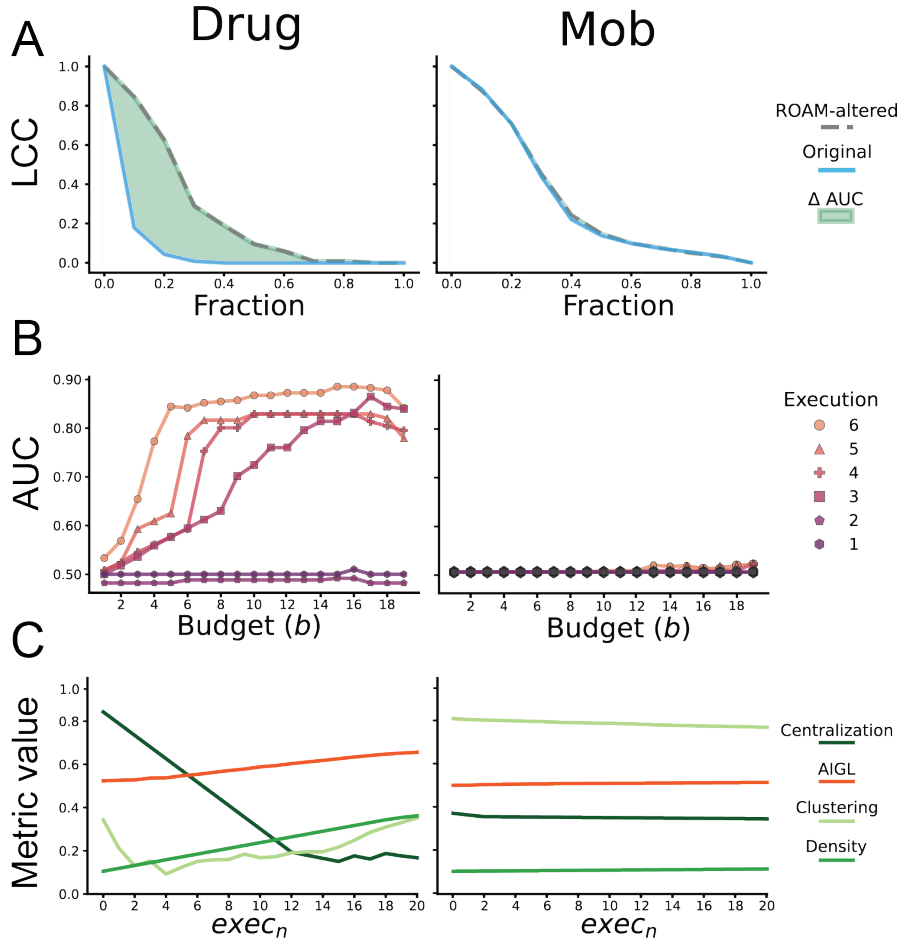 Drug Mob
A
LCC
1.0
0.8
0.6
0.4
0.2
0.0
0.0 0.2 0.4 0.6 0.8 1.0
Fraction
0.0 0.2 0.4 0.6 0.8 1.0
Fraction
ROAM-altered
Original
Δ AUC
B
AUC
0.90
0.80
0.70
0.60
0.50
2 4 6 8 10 12 14 16 18
Budget (b)
2 4 6 8 10 12 14 16 18
Budget (b)
Execution
6
5
4
3
2
1
C
Metric value
1.0
0.8
0.6
0.4
0.2
0.0
0 2 4 6 8 10 12 14 16 18 20
execn
0 2 4 6 8 10 12 14 16 18 20
execn
Centralization
AIGL
Clustering
Density